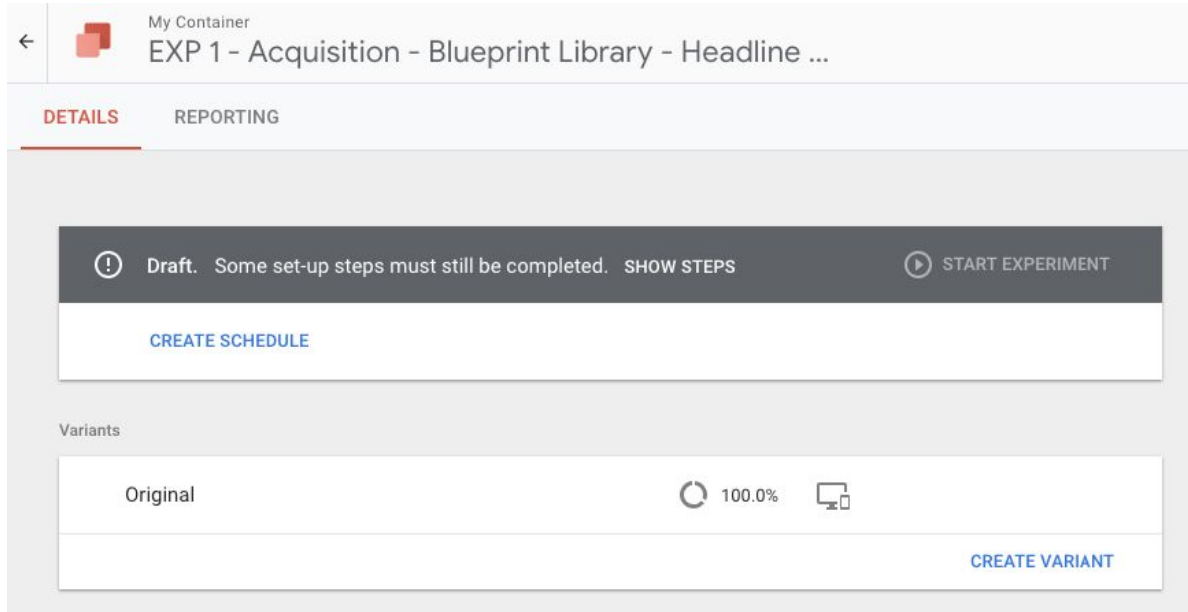 My Container
EXP 1 - Acquisition - Blueprint Library - Headline ...
DETAILS REPORTING
Draft. Some set-up steps must still be completed. SHOW STEPS START EXPERIMENT
CREATE SCHEDULE
Variants
Original 100.0%
CREATE VARIANT